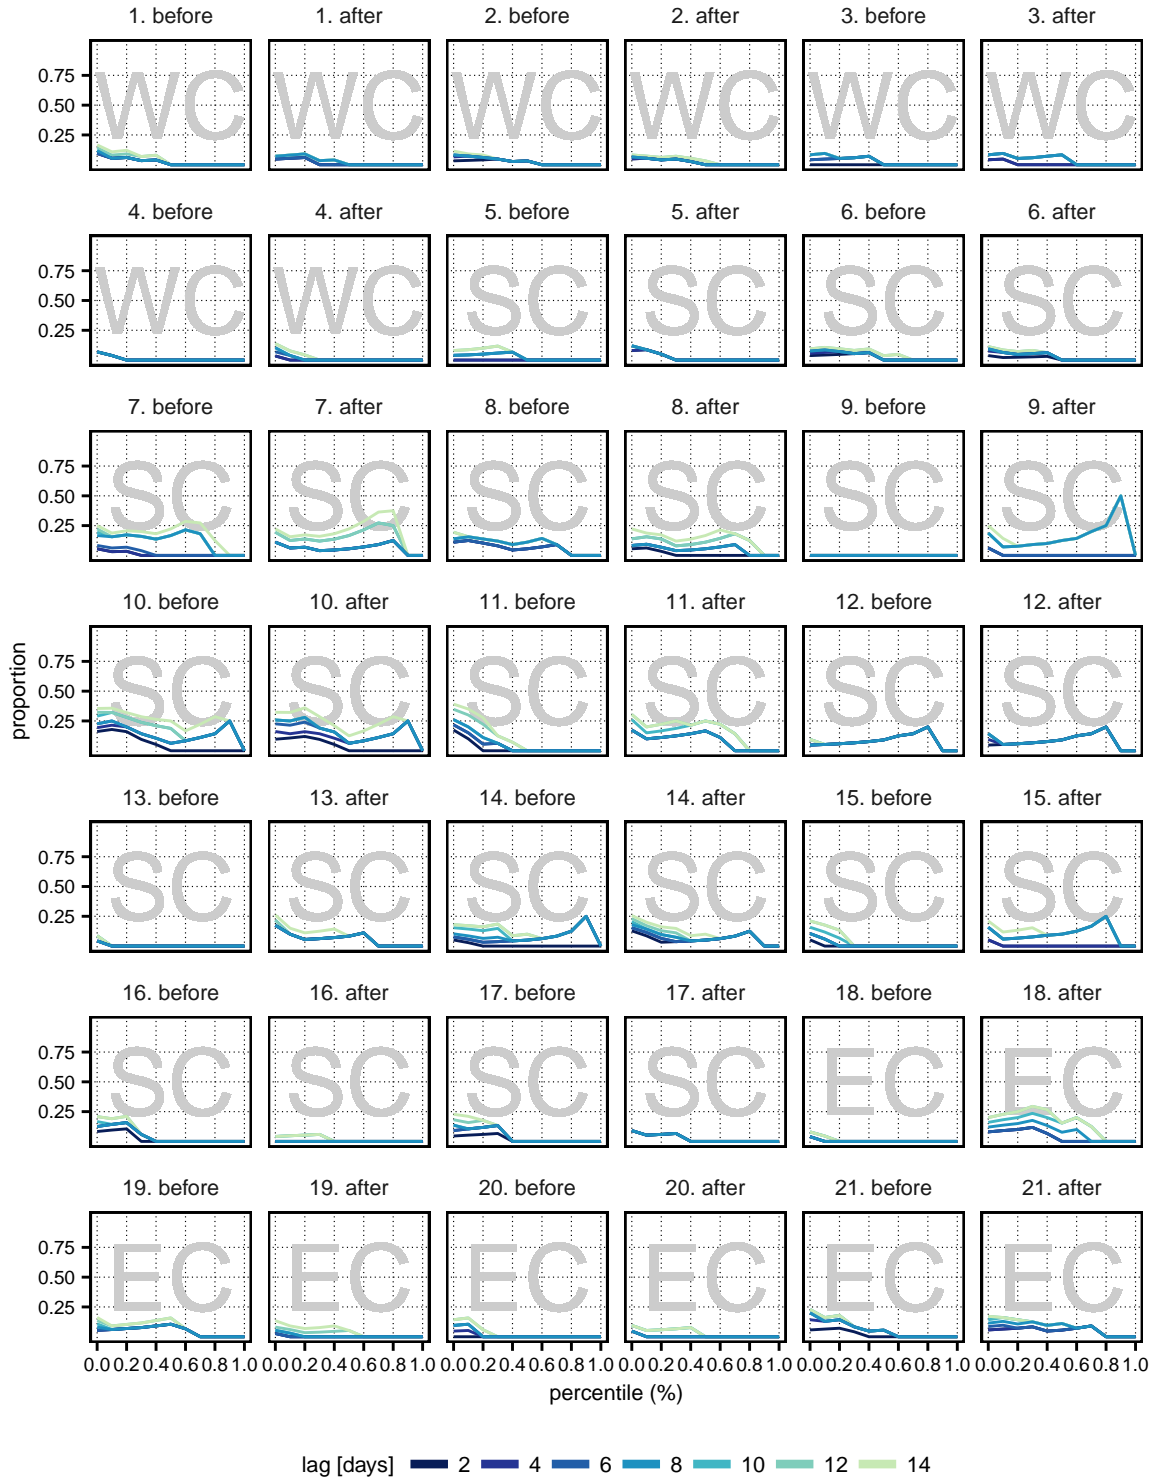 1. before 1. after 2. before 2. after 3. before 3. after
0.75
0.50
0.25
WC WC WC WC WC WC
4. before 4. after 5. before 5. after 6. before 6. after
0.75
0.50
0.25
WC WC SC SC SC SC
7. before 7. after 8. before 8. after 9. before 9. after
0.75
0.50
0.25
SC SC SC SC SC SC
10. before 10. after 11. before 11. after 12. before 12. after
proportion
0.75
0.50
0.25
SC SC SC SC SC SC
13. before 13. after 14. before 14. after 15. before 15. after
0.75
0.50
0.25
SC SC SC SC SC SC
16. before 16. after 17. before 17. after 18. before 18. after
0.75
0.50
0.25
SC SC SC SC EC EC
19. before 19. after 20. before 20. after 21. before 21. after
0.75
0.50
0.25
EC EC EC EC EC EC
0.0 0.2 0.4 0.6 0.8 1.0 0.0 0.2 0.4 0.6 0.8 1.0 0.0 0.2 0.4 0.6 0.8 1.0 0.0 0.2 0.4 0.6 0.8 1.0 0.0 0.2 0.4 0.6 0.8 1.0 0.0 0.2 0.4 0.6 0.8 1.0
percentile (%)
lag [days] 2 4 6 8 10 12 14